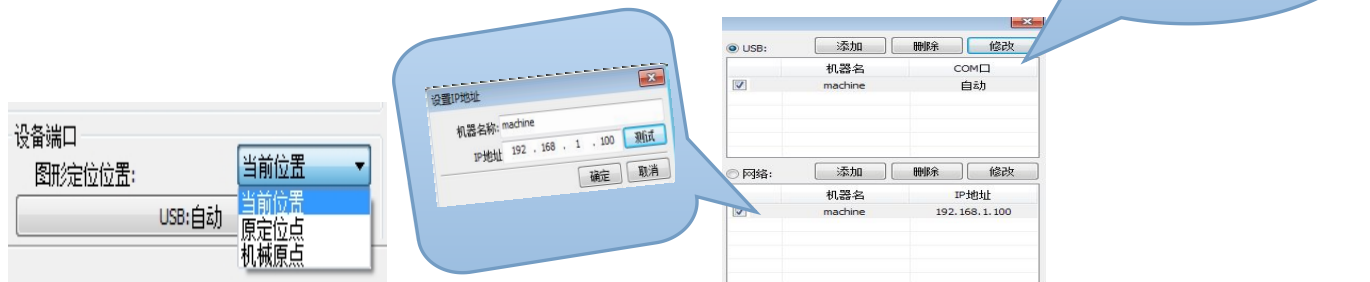 设备端口
图形定位位置:
当前位置
USB:自动
当前位置
原定位点
机械原点
设置IP地址
机器名称: machine
IP地址 192 . 168 . 1 . 100 测试
确定 取消
USB: 添加 删除 修改
机器名 COM口
machine 自动
网络: 添加 删除 修改
机器名 IP地址
machine 192.168.1.100